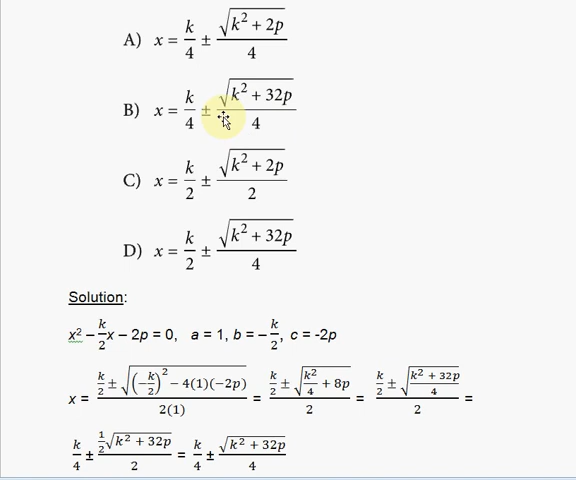 A) x = k/4 ± √(k² + 2p)/4
B) x = k/4 ± √(k² + 32p)/4
C) x = k/2 ± √(k² + 2p)/2
D) x = k/2 ± √(k² + 32p)/4
Solution:
x² – k/2 x – 2p = 0, a = 1, b = – k/2, c = -2p
x = (k/2 ± √((–k/2)² – 4(1)(–2p)))/2(1) = (k/2 ± √(k²/4 + 8p))/2 = (k/2 ± √((k² + 32p)/4))/2 =
k/4 ± (1/2 √(k² + 32p))/2 = k/4 ± √(k² + 32p)/4